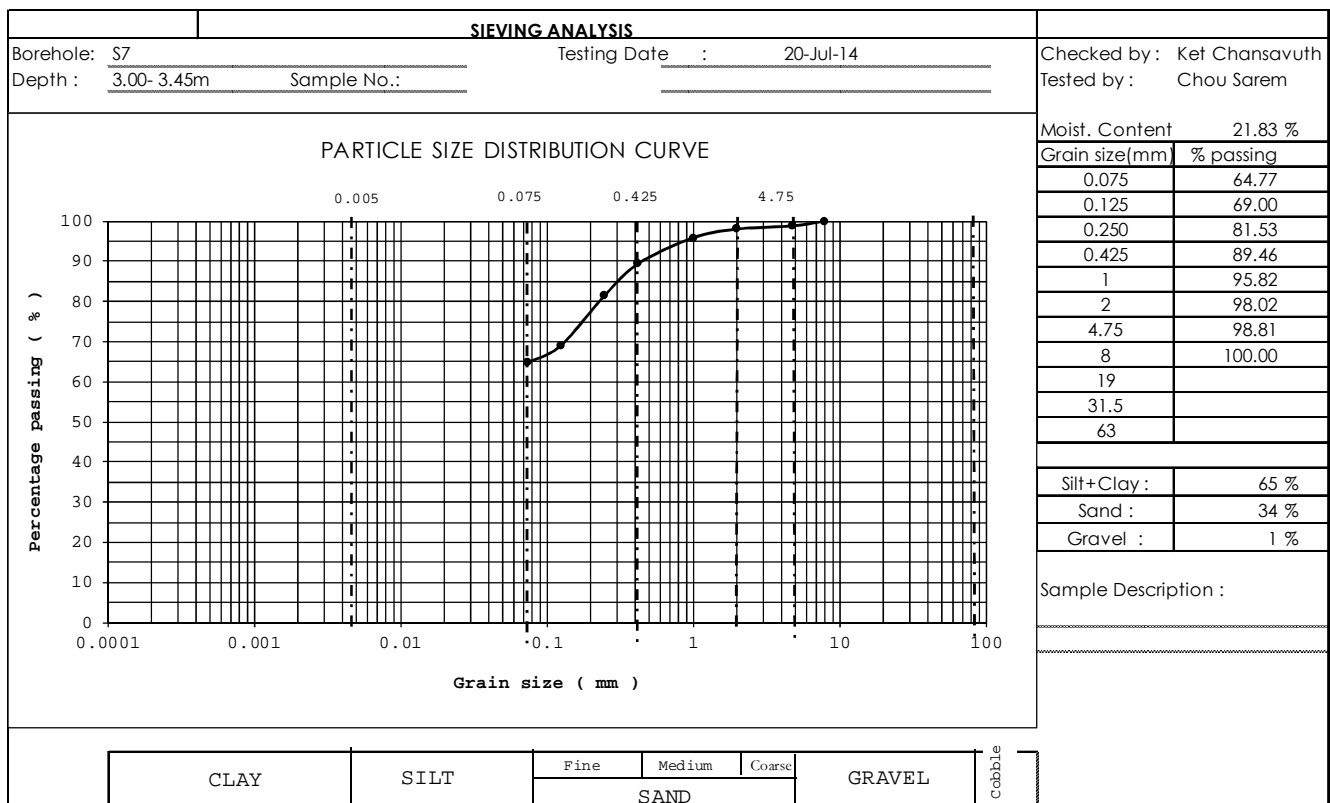 SIEVING ANALYSIS
Borehole: S7 Testing Date : 20-Jul-14
Depth : 3.00- 3.45m Sample No.:
Checked by : Ket Chansavuth
Tested by : Chou Sarem
Moist. Content 21.83 %
Grain size(mm) % passing
0.075 64.77
0.125 69.00
0.250 81.53
0.425 89.46
1 95.82
2 98.02
4.75 98.81
8 100.00
19
31.5
63
Silt+Clay : 65 %
Sand : 34 %
Gravel : 1 %
Sample Description :
PARTICLE SIZE DISTRIBUTION CURVE
0.005 0.075 0.425 4.75
100
90
80
70
60
50
40
30
20
10
0
Percentage passing ( % )
0.0001 0.001 0.01 0.1 1 10 100
Grain size ( mm )
CLAY SILT Fine Medium Coarse GRAVEL Cobble
SAND